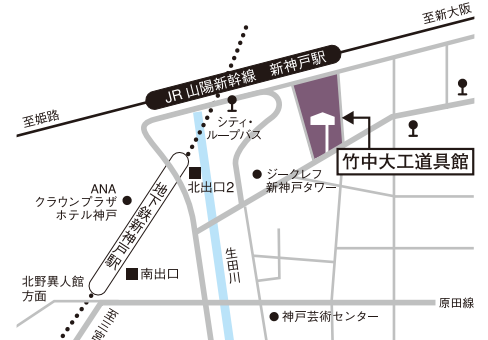 至新大阪
JR 山陽新幹線　新神戸駅
至姫路
シティ・
ループバス
竹中大工道具館
北出口2
ジークレフ
新神戸タワー
ANA
クラウンプラザ
ホテル神戸
地下鉄新神戸駅
生田川
南出口
北野異人館
方面
原田線
至三宮
神戸芸術センター